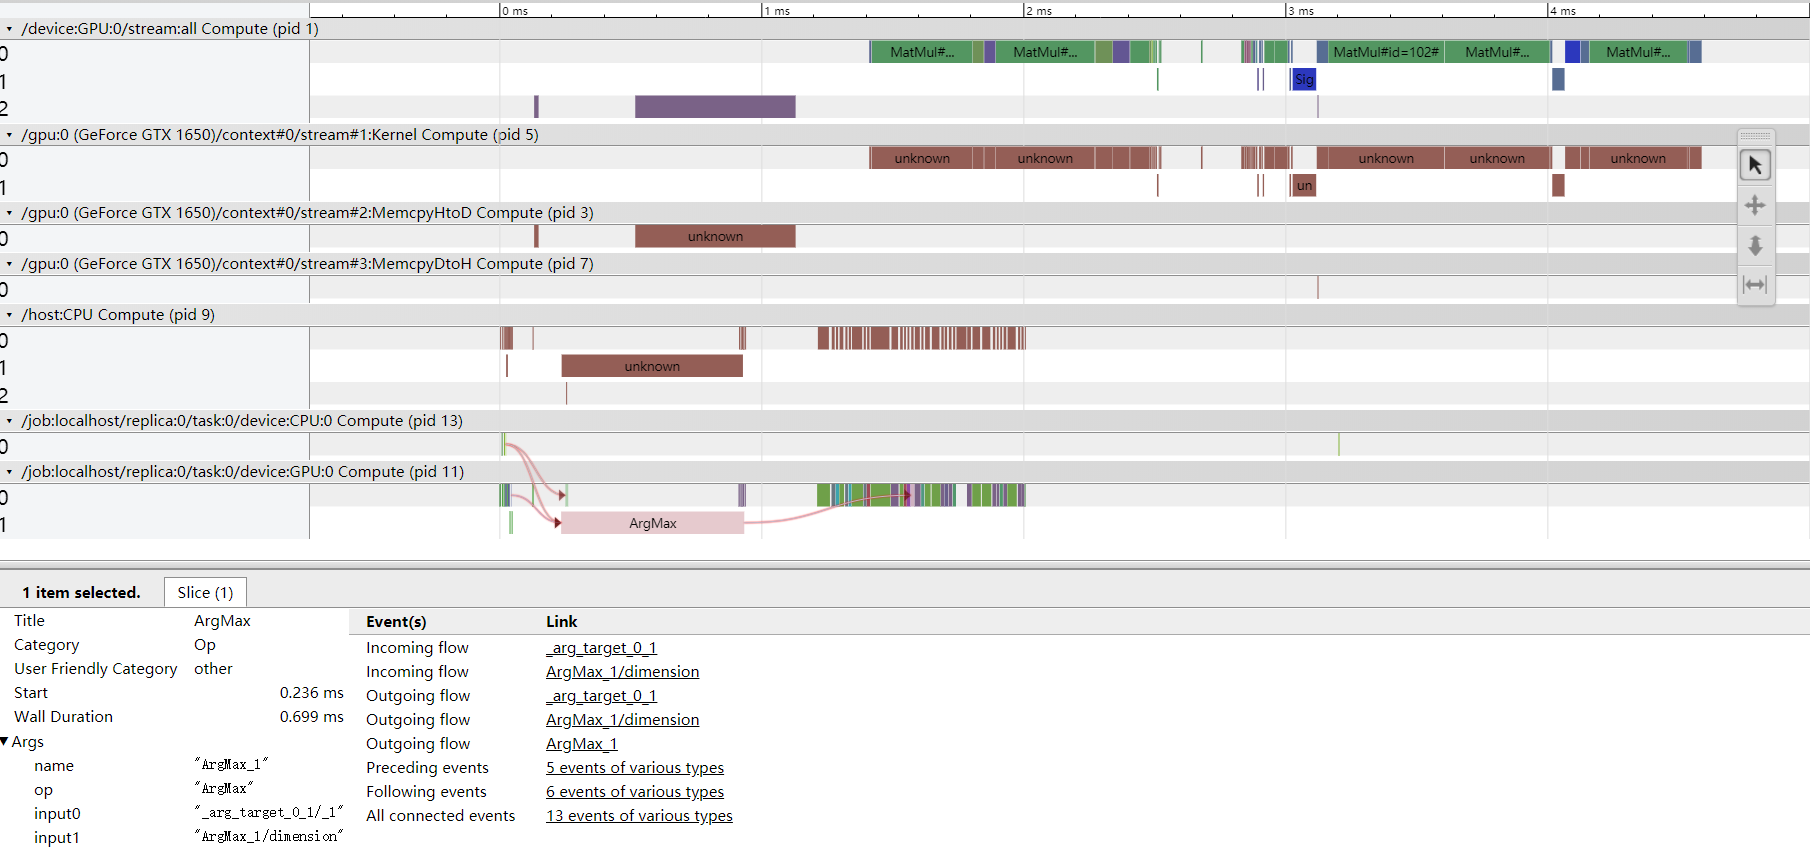 0 ms 1 ms 2 ms 3 ms 4 ms
/device:GPU:0/stream:all Compute (pid 1)
0 MatMul#... MatMul#... MatMul#id=102# MatMul#... MatMul#...
1 Sig
2
/gpu:0 (GeForce GTX 1650)/context#0/stream#1:Kernel Compute (pid 5)
0 unknown unknown unknown unknown unknown
1 un
/gpu:0 (GeForce GTX 1650)/context#0/stream#2:MemcpyHtoD Compute (pid 3)
0 unknown
/gpu:0 (GeForce GTX 1650)/context#0/stream#3:MemcpyDtoH Compute (pid 7)
0
/host:CPU Compute (pid 9)
0
1 unknown
2
/job:localhost/replica:0/task:0/device:CPU:0 Compute (pid 13)
0
/job:localhost/replica:0/task:0/device:GPU:0 Compute (pid 11)
0
1 ArgMax
1 item selected. Slice (1)
Title ArgMax
Category Op
User Friendly Category other
Start 0.236 ms
Wall Duration 0.699 ms
Args
name "ArgMax_1"
op "ArgMax"
input0 "_arg_target_0_1/_1"
input1 "ArgMax_1/dimension"
Event(s) Link
Incoming flow _arg_target_0_1
Incoming flow ArgMax_1/dimension
Outgoing flow _arg_target_0_1
Outgoing flow ArgMax_1/dimension
Outgoing flow ArgMax_1
Preceding events 5 events of various types
Following events 6 events of various types
All connected events 13 events of various types